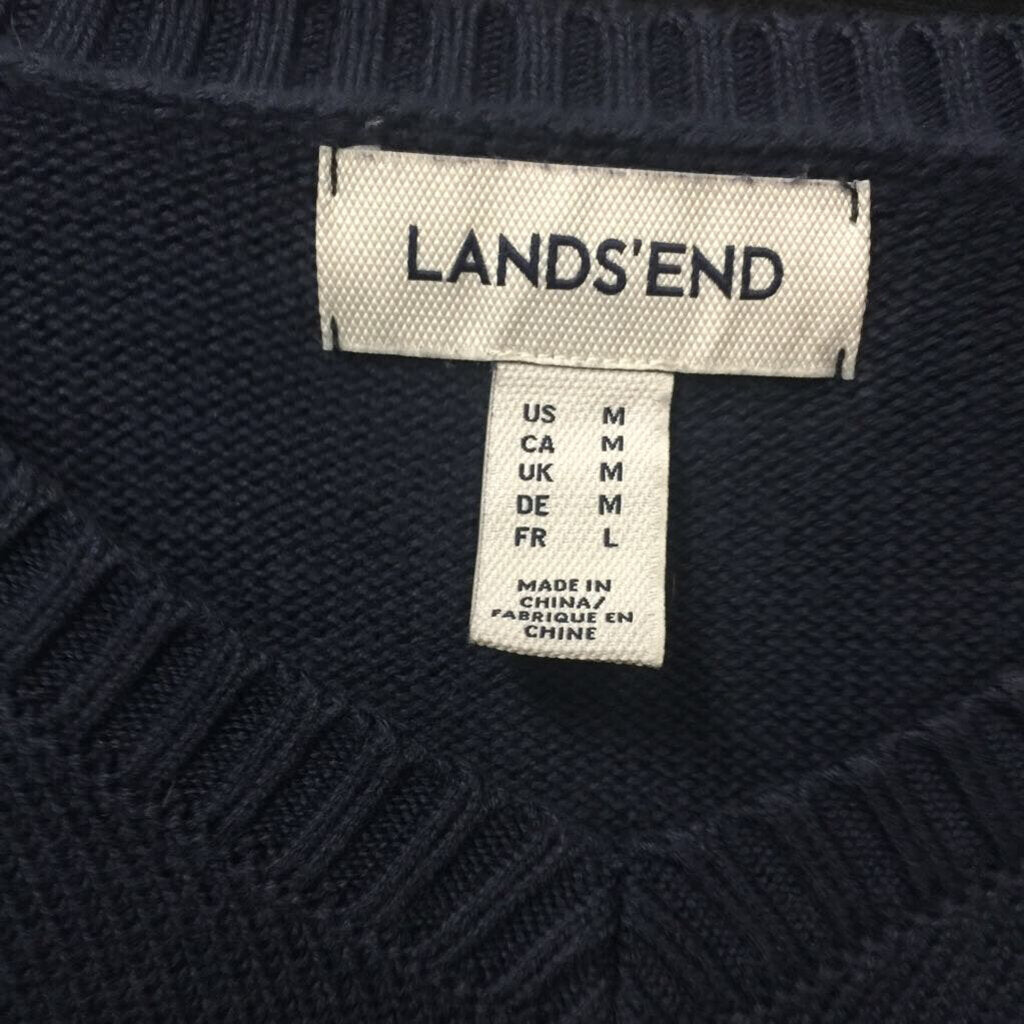 LANDS'END
US M
CA M
UK M
DE M
FR L
MADE IN
CHINA/
FABRIQUE EN
CHINE